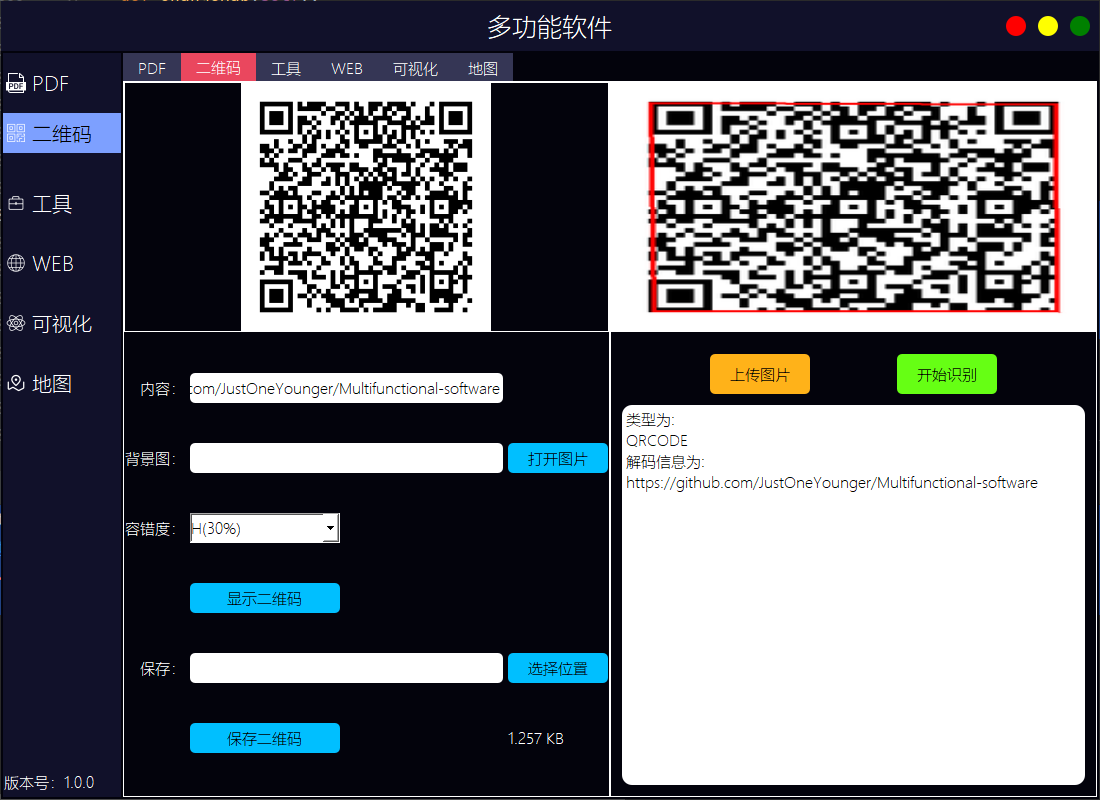 多功能软件
PDF
二维码
工具
WEB
可视化
地图
版本号：1.0.0
PDF 二维码 工具 WEB 可视化 地图
内容： com/JustOneYounger/Multifunctional-software
背景图： 打开图片
容错度： H(30%)
显示二维码
保存： 选择位置
保存二维码 1.257 KB
上传图片 开始识别
类型为:
QRCODE
解码信息为:
https://github.com/JustOneYounger/Multifunctional-software